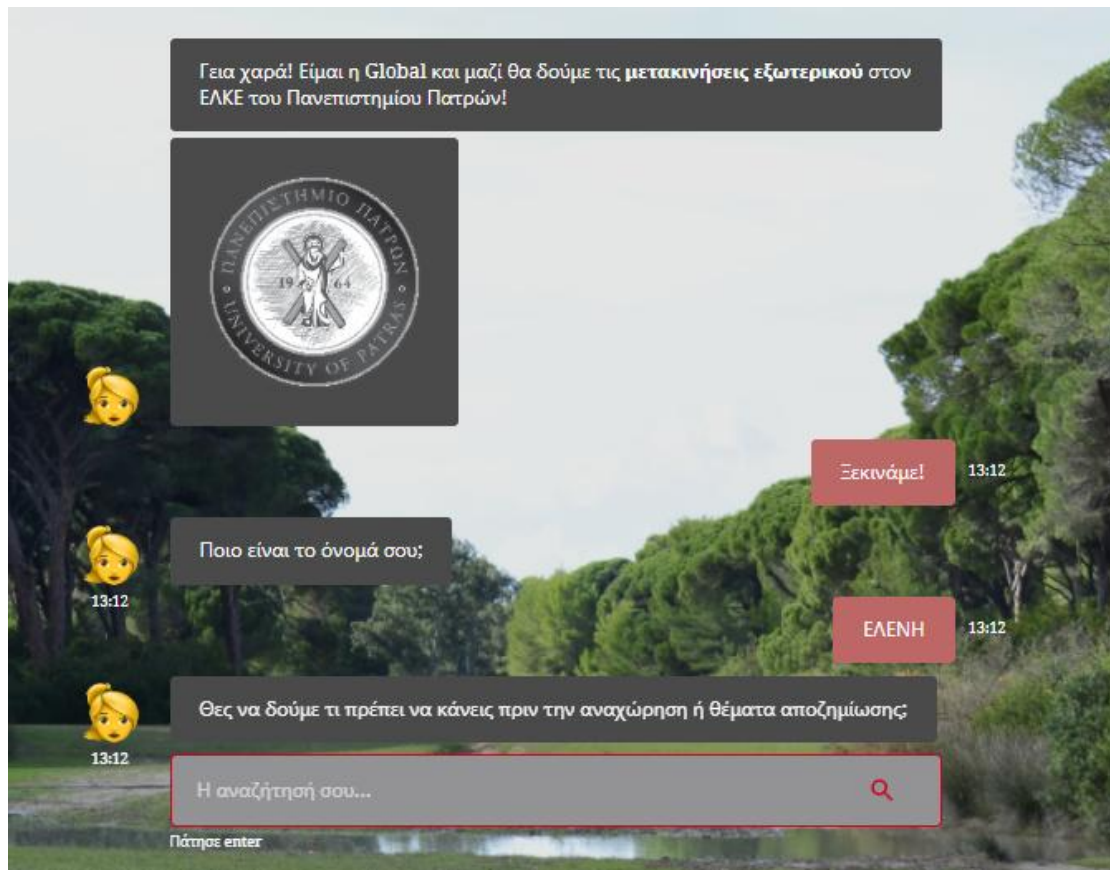 Γεια χαρά! Είμαι η Global και μαζί θα δούμε τις μετακινήσεις εξωτερικού στον
ΕΛΚΕ του Πανεπιστημίου Πατρών!
ΠΑΝΕΠΙΣΤΗΜΙΟ ΠΑΤΡΩΝ
19 64
UNIVERSITY OF PATRAS
Ξεκινάμε!
13:12
Ποιο είναι το όνομά σου;
13:12
ΕΛΕΝΗ
13:12
Θες να δούμε τι πρέπει να κάνεις πριν την αναχώρηση ή θέματα αποζημίωσης;
13:12
Η αναζήτησή σου...
Πάτησε enter